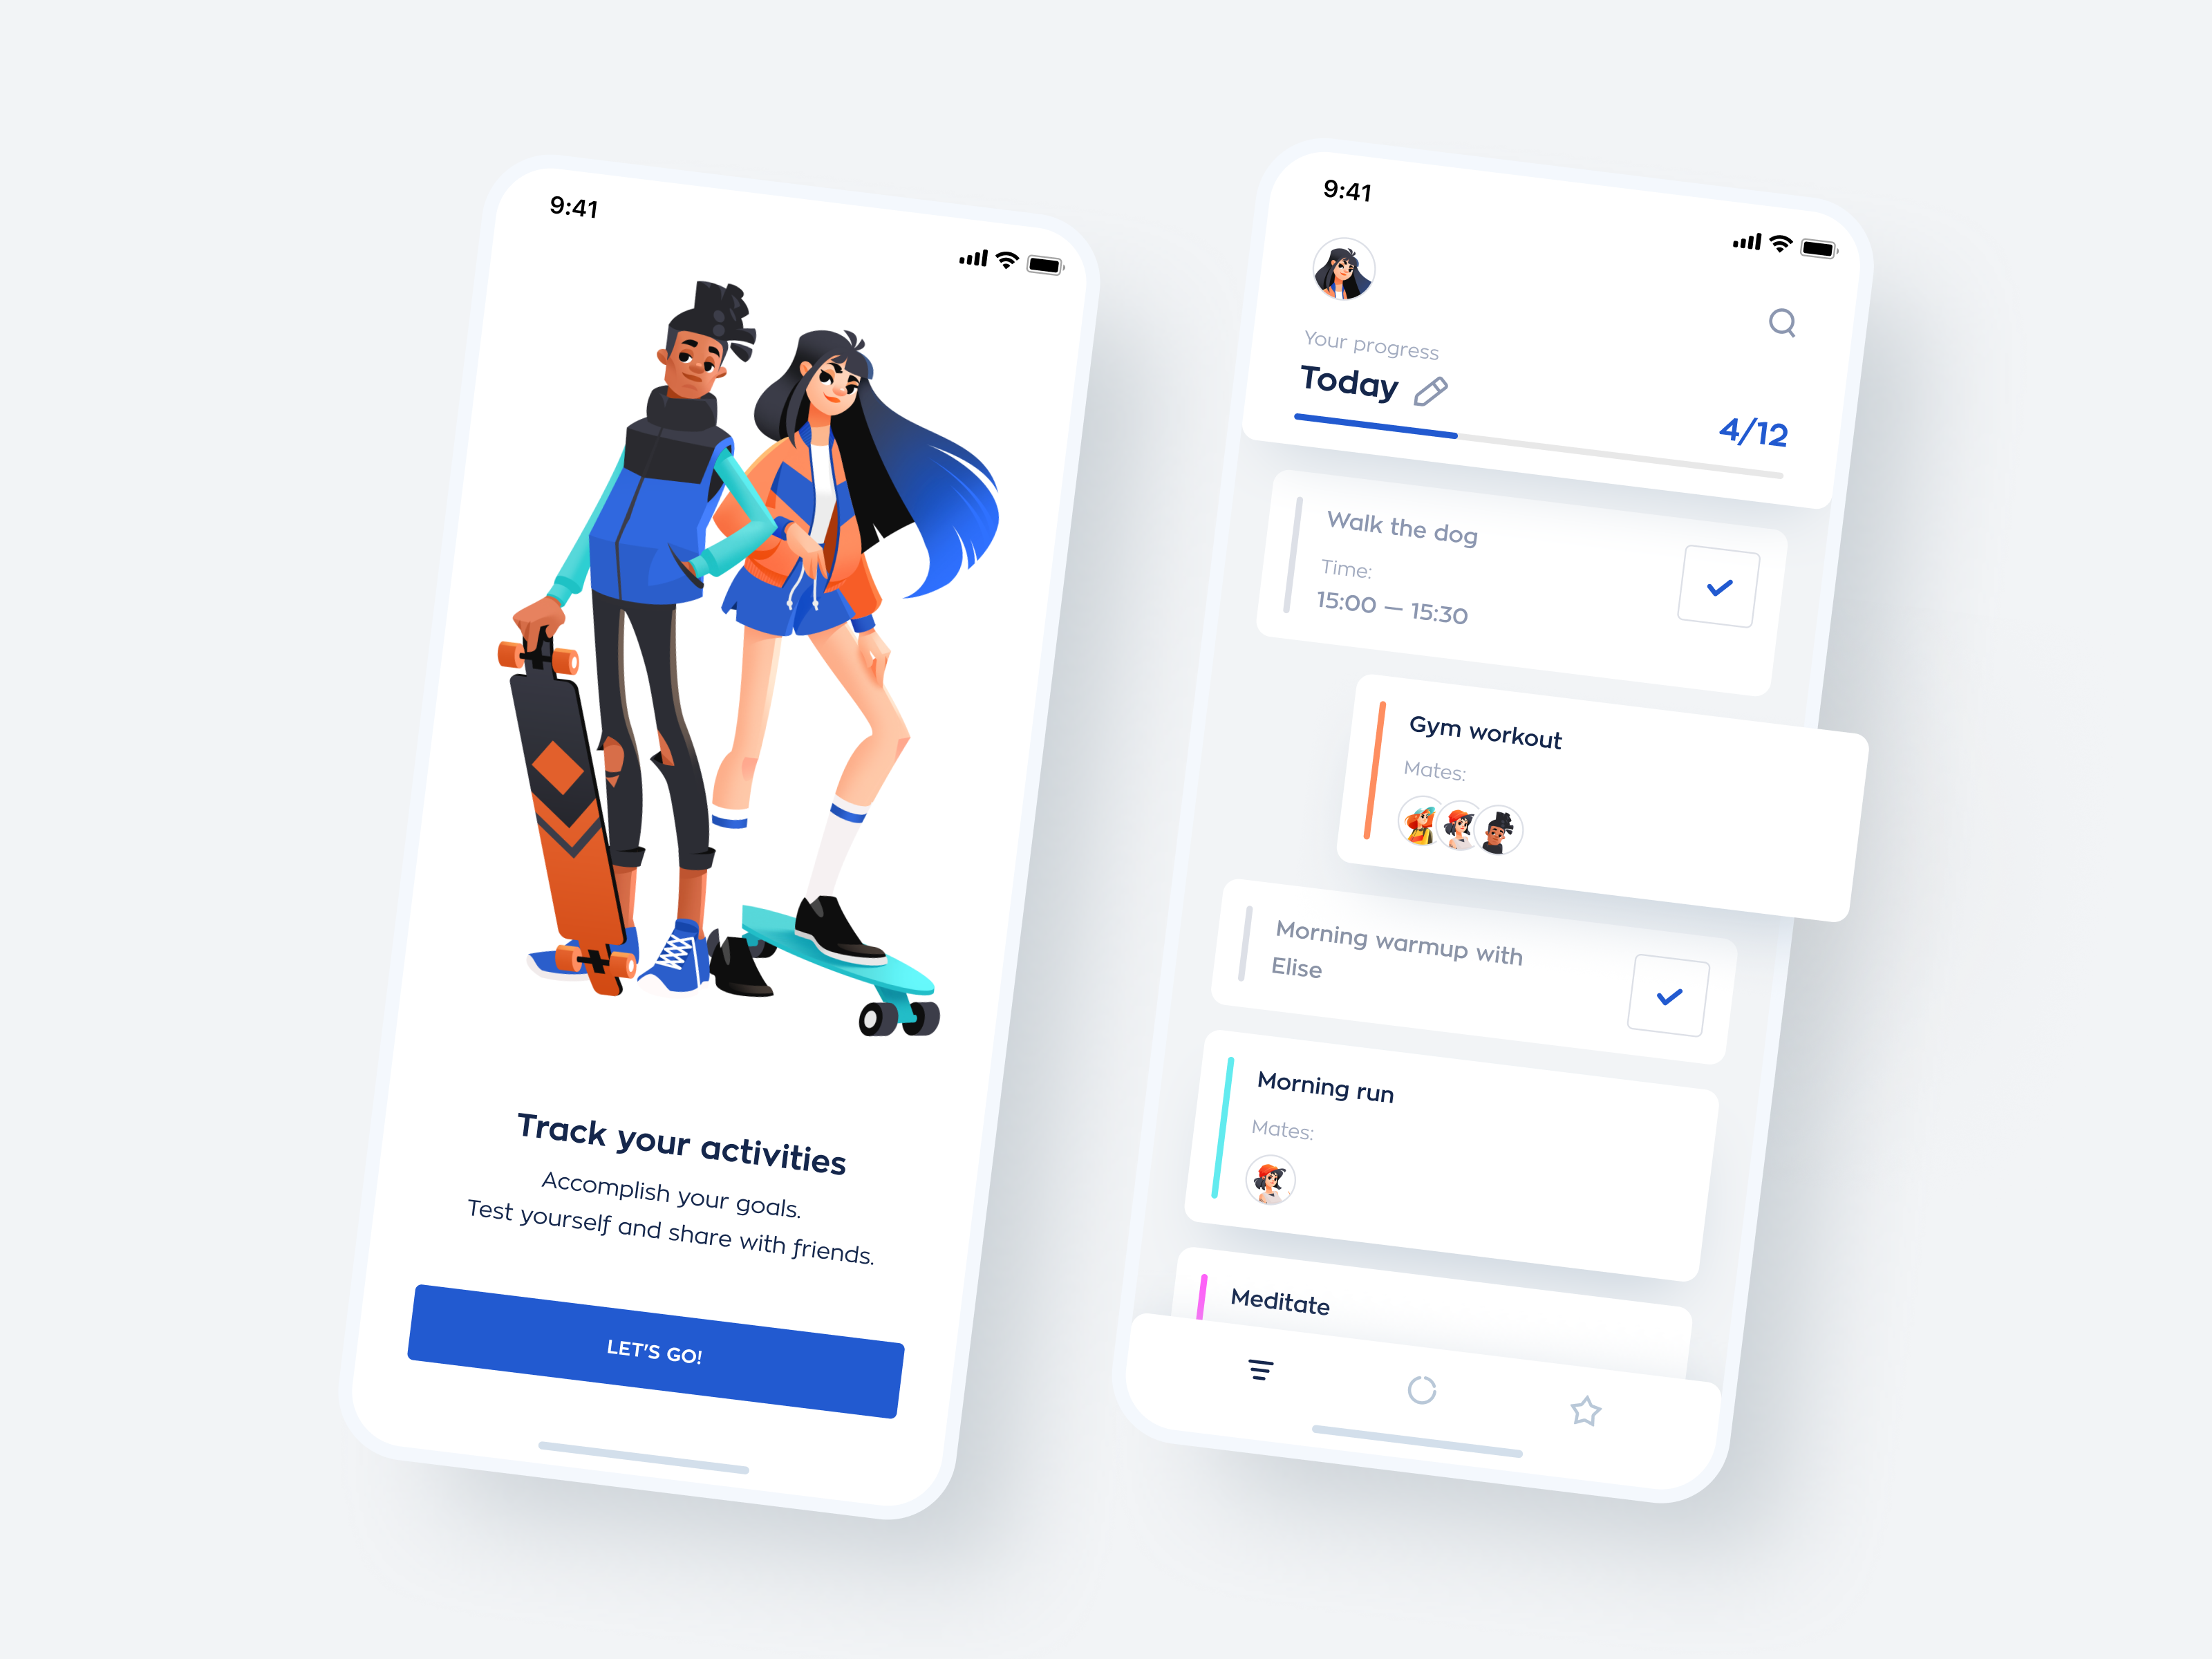 9:41
Track your activities
Accomplish your goals.
Test yourself and share with friends.
LET'S GO!
9:41
Your progress
Today
4/12
Walk the dog
Time:
15:00 — 15:30
Gym workout
Mates:
Morning warmup with
Elise
Morning run
Mates:
Meditate